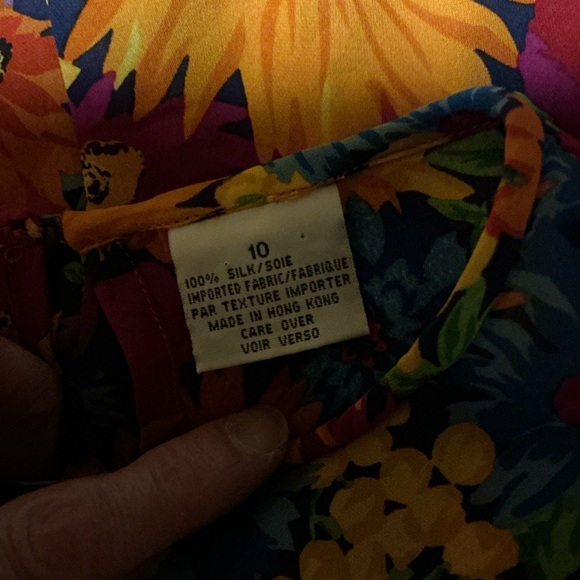 10
100% SILK/SOIE
IMPORTED FABRIC/FABRIQUE
PAR TEXTURE IMPORTER
MADE IN HONG KONG
CARE OVER
VOIR VERSO